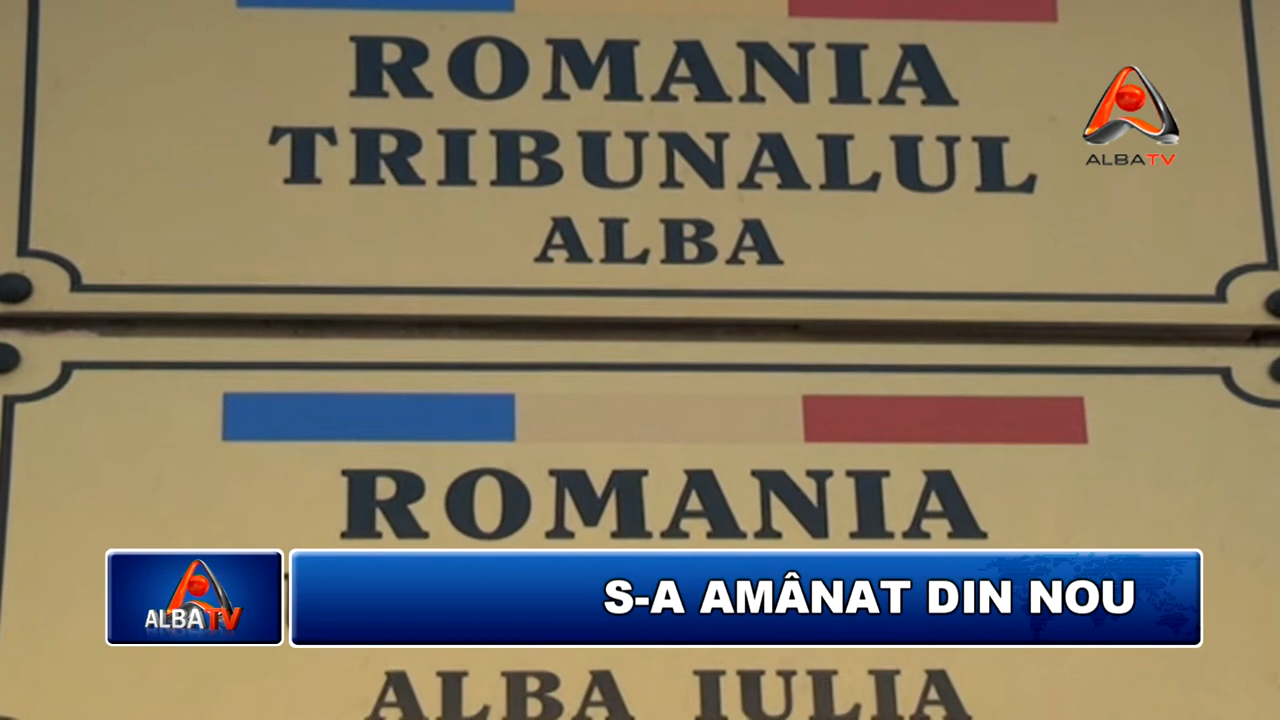 ROMANIA
TRIBUNALUL
ALBA
ALBATV
ROMANIA
ALBATV
S-A AMÂNAT DIN NOU
ALBA IULIA